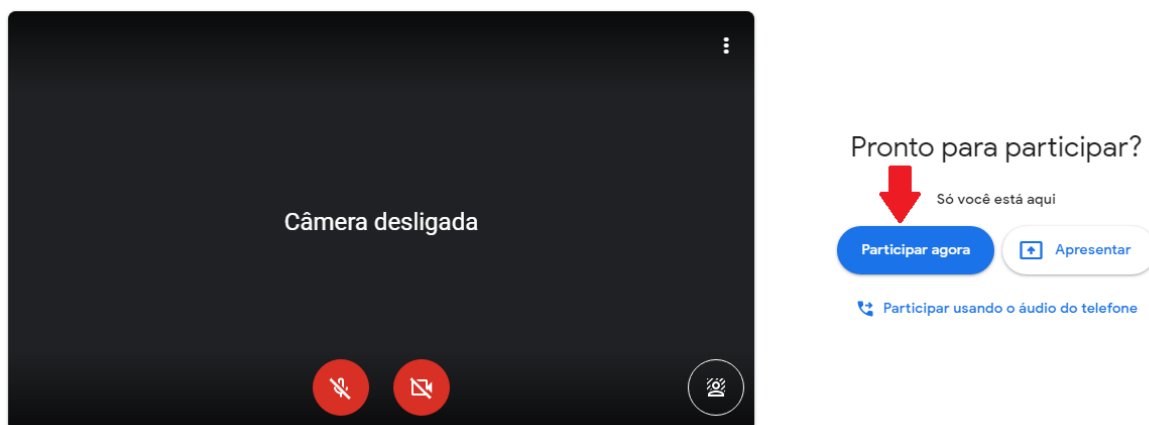 Câmera desligada
Pronto para participar?
Só você está aqui
Participar agora
Apresentar
Participar usando o áudio do telefone